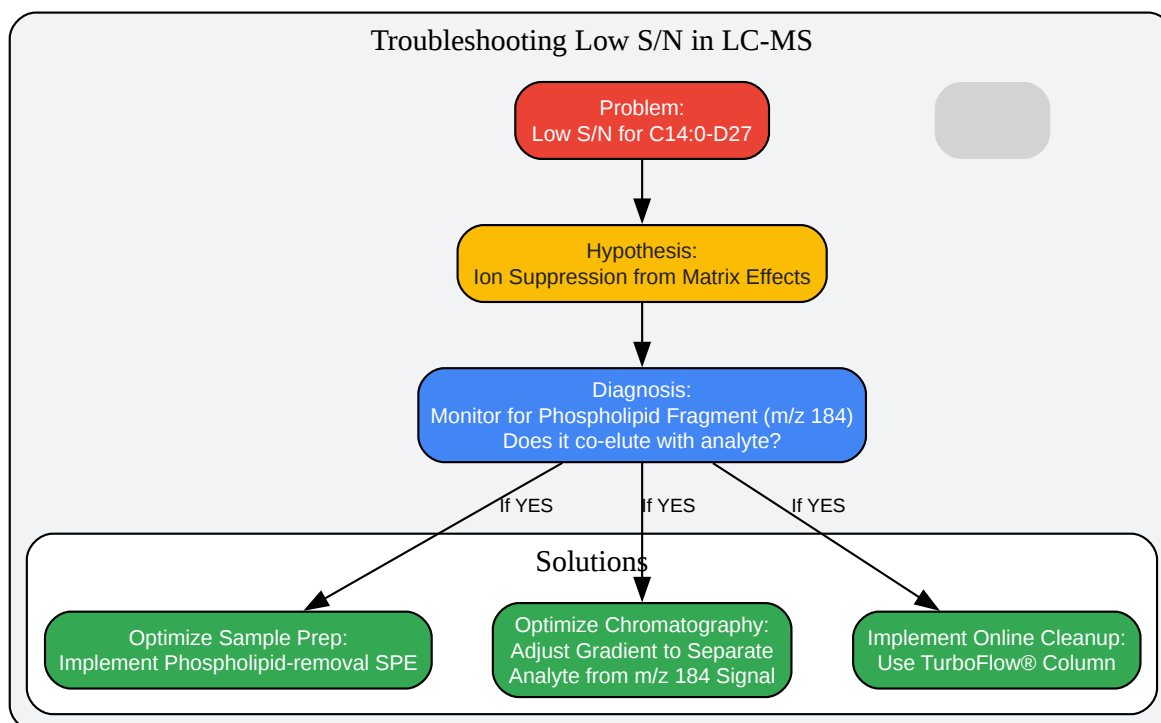 Troubleshooting Low S/N in LC-MS
Problem:
Low S/N for C14:0-D27
Hypothesis:
Ion Suppression from Matrix Effects
Diagnosis:
Monitor for Phospholipid Fragment (m/z 184)
Does it co-elute with analyte?
If YES
If YES
If YES
Solutions
Optimize Sample Prep:
Implement Phospholipid-removal SPE
Optimize Chromatography:
Adjust Gradient to Separate
Analyte from m/z 184 Signal
Implement Online Cleanup:
Use TurboFlow® Column